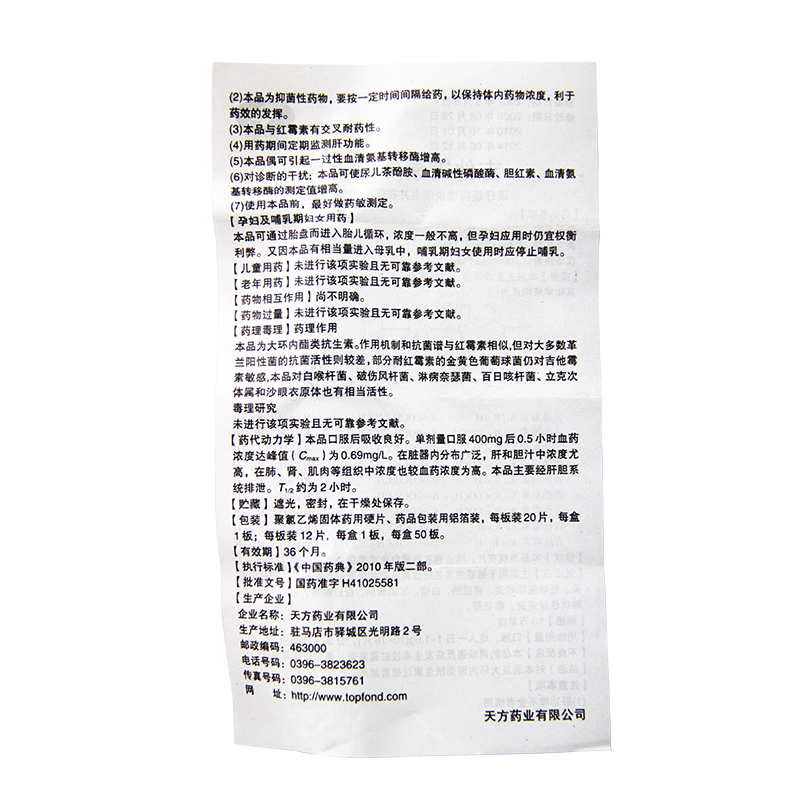 (2)本品为抑菌性药物，要按一定时间间隔给药，以保持体内药物浓度，利于
药效的发挥。
(3)本品与红霉素有交叉耐药性。
(4)用药期间定期监测肝功能。
(5)本品偶可引起一过性血清氨基转移酶增高。
(6)对诊断的干扰：本品可使尿儿茶酚胺、血清碱性磷酸酶、胆红素、血清氨
基转移酶的测定值增高。
(7)使用本品前，最好做药敏测定。
【孕妇及哺乳期妇女用药】
本品可通过胎盘而进入胎儿循环，浓度一般不高，但孕妇应用时仍宜权衡
利弊。又因本品有相当量进入母乳中，哺乳期妇女使用时应停止哺乳。
【儿童用药】未进行该项实验且无可靠参考文献。
【老年用药】未进行该项实验且无可靠参考文献。
【药物相互作用】尚不明确。
【药物过量】未进行该项实验且无可靠参考文献。
【药理毒理】药理作用
本品为大环内酯类抗生素。作用机制和抗菌谱与红霉素相似，但对大多数革
兰阳性菌的抗菌活性则较差，部分耐红霉素的金黄色葡萄球菌仍对吉他霉
素敏感，本品对白喉杆菌、破伤风杆菌、淋病奈瑟菌、百日咳杆菌、立克次
体属和沙眼衣原体也有相当活性。
毒理研究
未进行该项实验且无可靠参考文献。
【药代动力学】本品口服后吸收良好。单剂量口服400mg后0.5小时血药
浓度达峰值（Cmax）为0.69mg/L。在脏器内分布广泛，肝和胆汁中浓度尤
高，在肺、肾、肌肉等组织中浓度也较血药浓度为高。本品主要经肝胆系
统排泄。T1/2约为2小时。
【贮藏】遮光，密封，在干燥处保存。
【包装】聚氯乙烯固体药用硬片、药品包装用铝箔装，每板装20片，每盒
1板；每板装12片，每盒1板，每盒50板。
【有效期】36个月。
【执行标准】《中国药典》2010年版二部。
【批准文号】国药准字H41025581
【生产企业】
企业名称：天方药业有限公司
生产地址：驻马店市驿城区光明路2号
邮政编码：463000
电话号码：0396-3823623
传真号码：0396-3815761
网　　址：http://www.topfond.com
天方药业有限公司